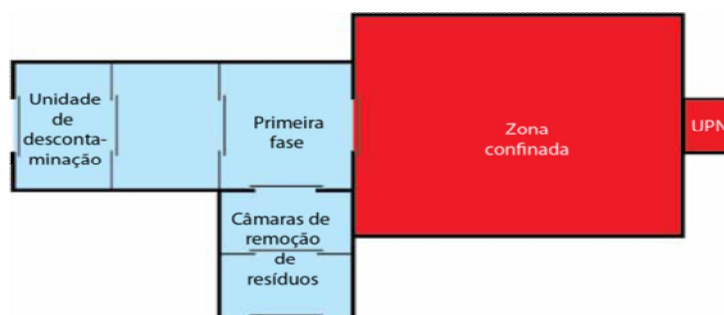 Unidade
de
desconta-
minação
Primeira
fase
Zona
confinada
UPN
Câmaras de
remoção
de
resíduos